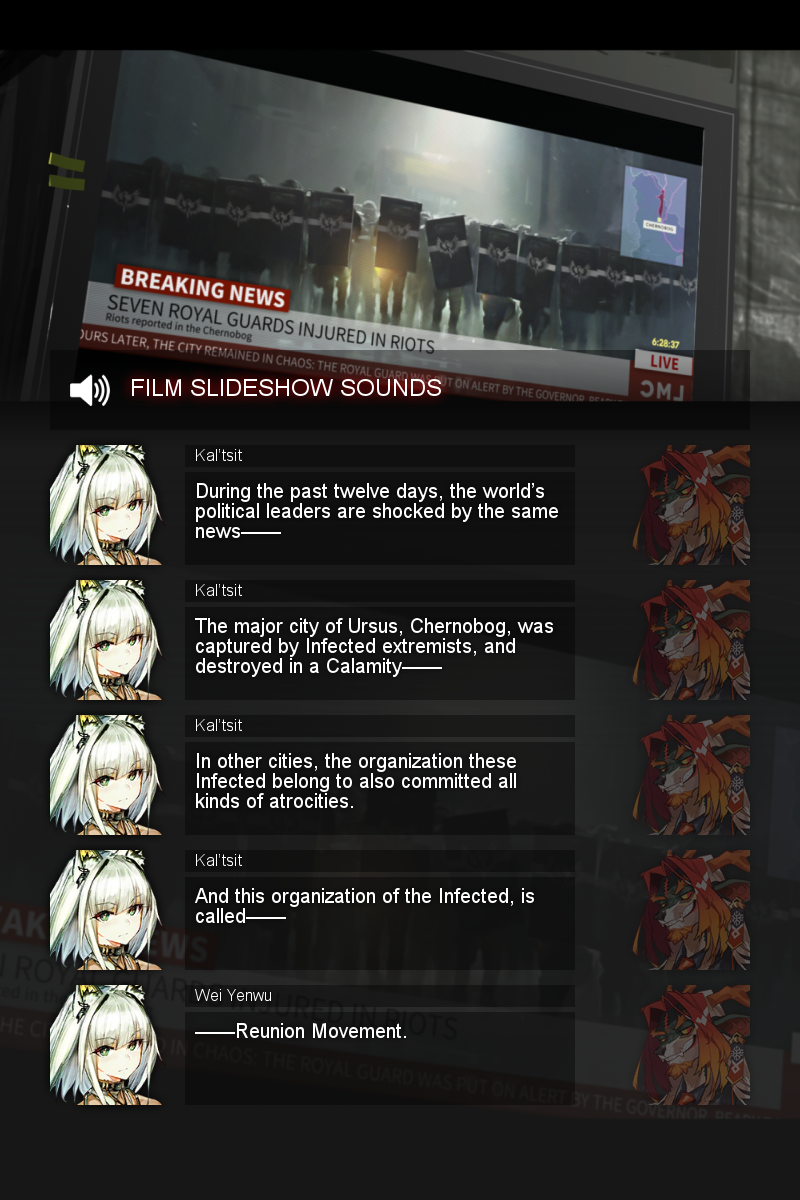 CHERNOBOG
BREAKING NEWS
SEVEN ROYAL GUARDS INJURED IN RIOTS
Riots reported in the Chernobog
6:28:37
LIVE
OURS LATER, THE CITY REMAINED IN CHAOS: THE ROYAL GUARD WAS PUT ON ALERT BY THE GOVERNOR,
LMC
FILM SLIDESHOW SOUNDS
Kal'tsit
During the past twelve days, the world's
political leaders are shocked by the same
news——
Kal'tsit
The major city of Ursus, Chernobog, was
captured by Infected extremists, and
destroyed in a Calamity——
Kal'tsit
In other cities, the organization these
Infected belong to also committed all
kinds of atrocities.
Kal'tsit
And this organization of the Infected, is
called——
Wei Yenwu
——Reunion Movement.